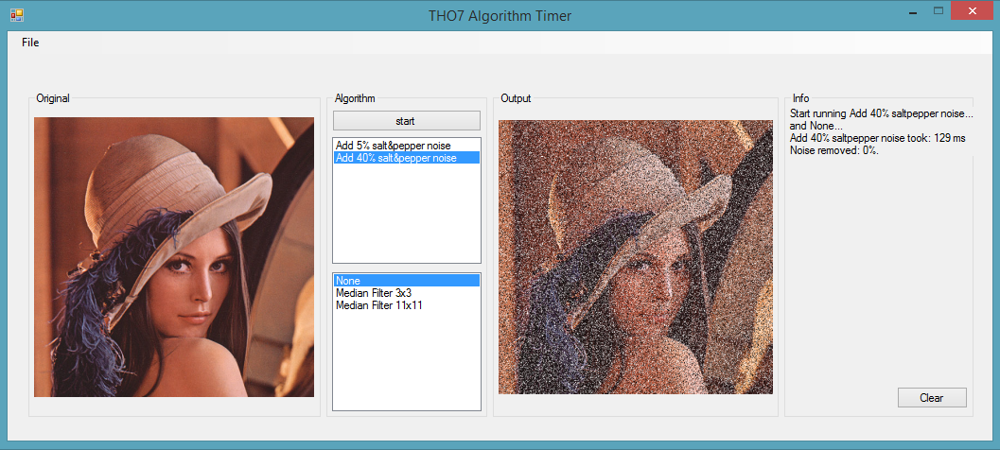 THO7 Algorithm Timer
File
Original
Algorithm
start
Add 5% salt&pepper noise
Add 40% salt&pepper noise
None
Median Filter 3x3
Median Filter 11x11
Output
Info
Start running Add 40% saltpepper noise...
and None...
Add 40% saltpepper noise took: 129 ms
Noise removed: 0%.
Clear